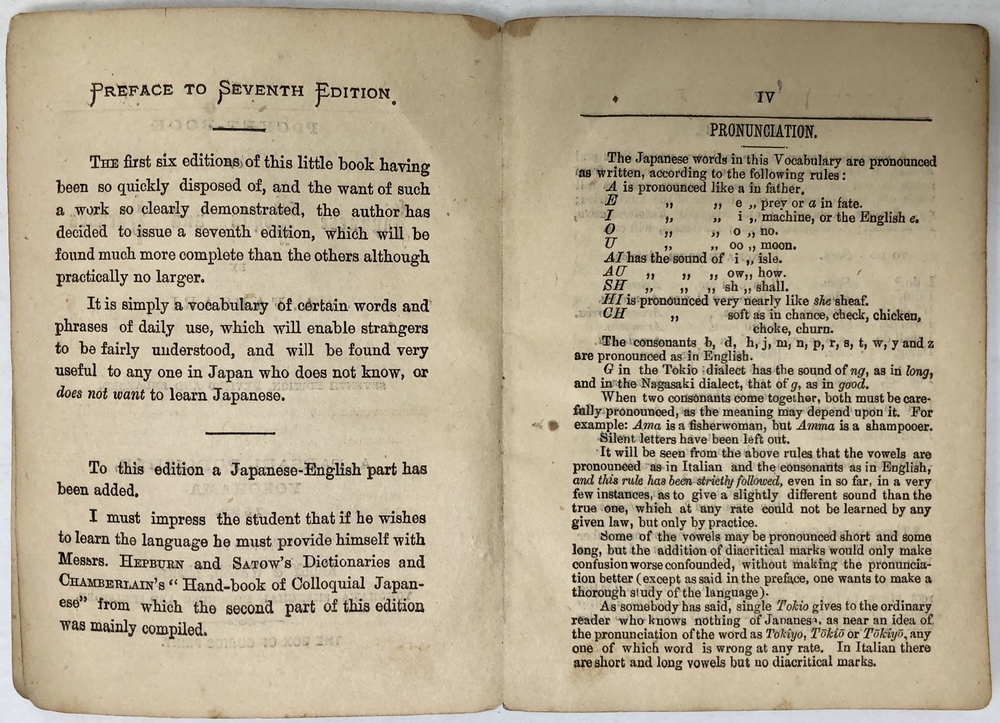 PREFACE TO SEVENTH EDITION.
THE first six editions of this little book having
been so quickly disposed of, and the want of such
a work so clearly demonstrated, the author has
decided to issue a seventh edition, which will be
found much more complete than the others although
practically no larger.
It is simply a vocabulary of certain words and
phrases of daily use, which will enable strangers
to be fairly understood, and will be found very
useful to any one in Japan who does not know, or
does not want to learn Japanese.
To this edition a Japanese-English part has
been added.
I must impress the student that if he wishes
to learn the language he must provide himself with
Messrs. HEPBURN and SATOW'S Dictionaries and
CHAMBERLAIN'S "Hand-book of Colloquial Japan-
ese" from which the second part of this edition
was mainly compiled.
IV
PRONUNCIATION.
The Japanese words in this Vocabulary are pronounced
as written, according to the following rules:
A is pronounced like a in father.
E „ „ e „ prey or a in fate.
I „ „ i „ machine, or the English e.
O „ „ o „ no.
U „ „ oo „ moon.
AI has the sound of i „ isle.
AU „ „ „ ow „ how.
SH „ „ „ sh „ shall.
HI is pronounced very nearly like she sheaf.
CH „ soft as in chance, check, chicken,
choke, churn.
The consonants b, d, h, j, m, n, p, r, s, t, w, y and z
are pronounced as in English.
G in the Tokio dialect has the sound of ng, as in long,
and in the Nagasaki dialect, that of g, as in good.
When two consonants come together, both must be care-
fully pronounced, as the meaning may depend upon it. For
example: Ama is a fisherwoman, but Amma is a shampooer.
Silent letters have been left out.
It will be seen from the above rules that the vowels are
pronounced as in Italian and the consonants as in English,
and this rule has been strietly followed, even in so far, in a very
few instances, as to give a slightly different sound than the
true one, which at any rate could not be learned by any
given law, but only by practice.
Some of the vowels may be pronounced short and some
long, but the addition of diacritical marks would only make
confusion worse confounded, without making the pronuncia-
tion better (except as said in the preface, one wants to make a
thorough study of the language).
As somebody has said, single Tokio gives to the ordinary
reader who knows nothing of Japanese, as near an idea of
the pronunciation of the word as Tokiyo, Tōkiō or Tōkiyō, any
one of which word is wrong at any rate. In Italian there
are short and long vowels but no diacritical marks.